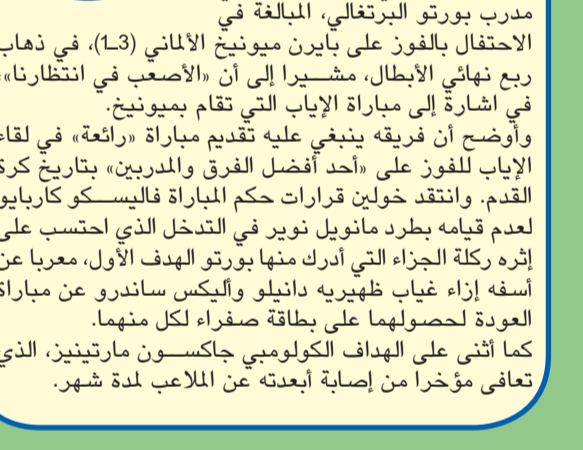 مدرب بورتو البرتغالي، المبالغة في
الاحتفال بالفوز على بايرن ميونيخ الألماني (3ـ1)، في ذهاب
ربع نهائي الأبطال، مشيرا إلى أن «الأصعب في انتظارنا»؛
في اشارة إلى مباراة الإياب التي تقام بميونيخ.
وأوضح أن فريقه ينبغي عليه تقديم مباراة «رائعة» في لقاء
الإياب للفوز على «أحد أفضل الفرق والمدربين» بتاريخ كرة
القدم. وانتقد خولين قرارات حكم المباراة فاليسكو كاربايو
لعدم قيامه بطرد مانويل نوير في التدخل الذي احتسب على
إثره ركلة الجزاء التي أدرك منها بورتو الهدف الأول، معربا عن
أسفه إزاء غياب ظهيريه دانيلو وأليكس ساندرو عن مباراة
العودة لحصولهما على بطاقة صفراء لكل منهما.
كما أثنى على الهداف الكولومبي جاكسون مارتينيز، الذي
تعافى مؤخرا من إصابة أبعدته عن الملاعب لمدة شهر.